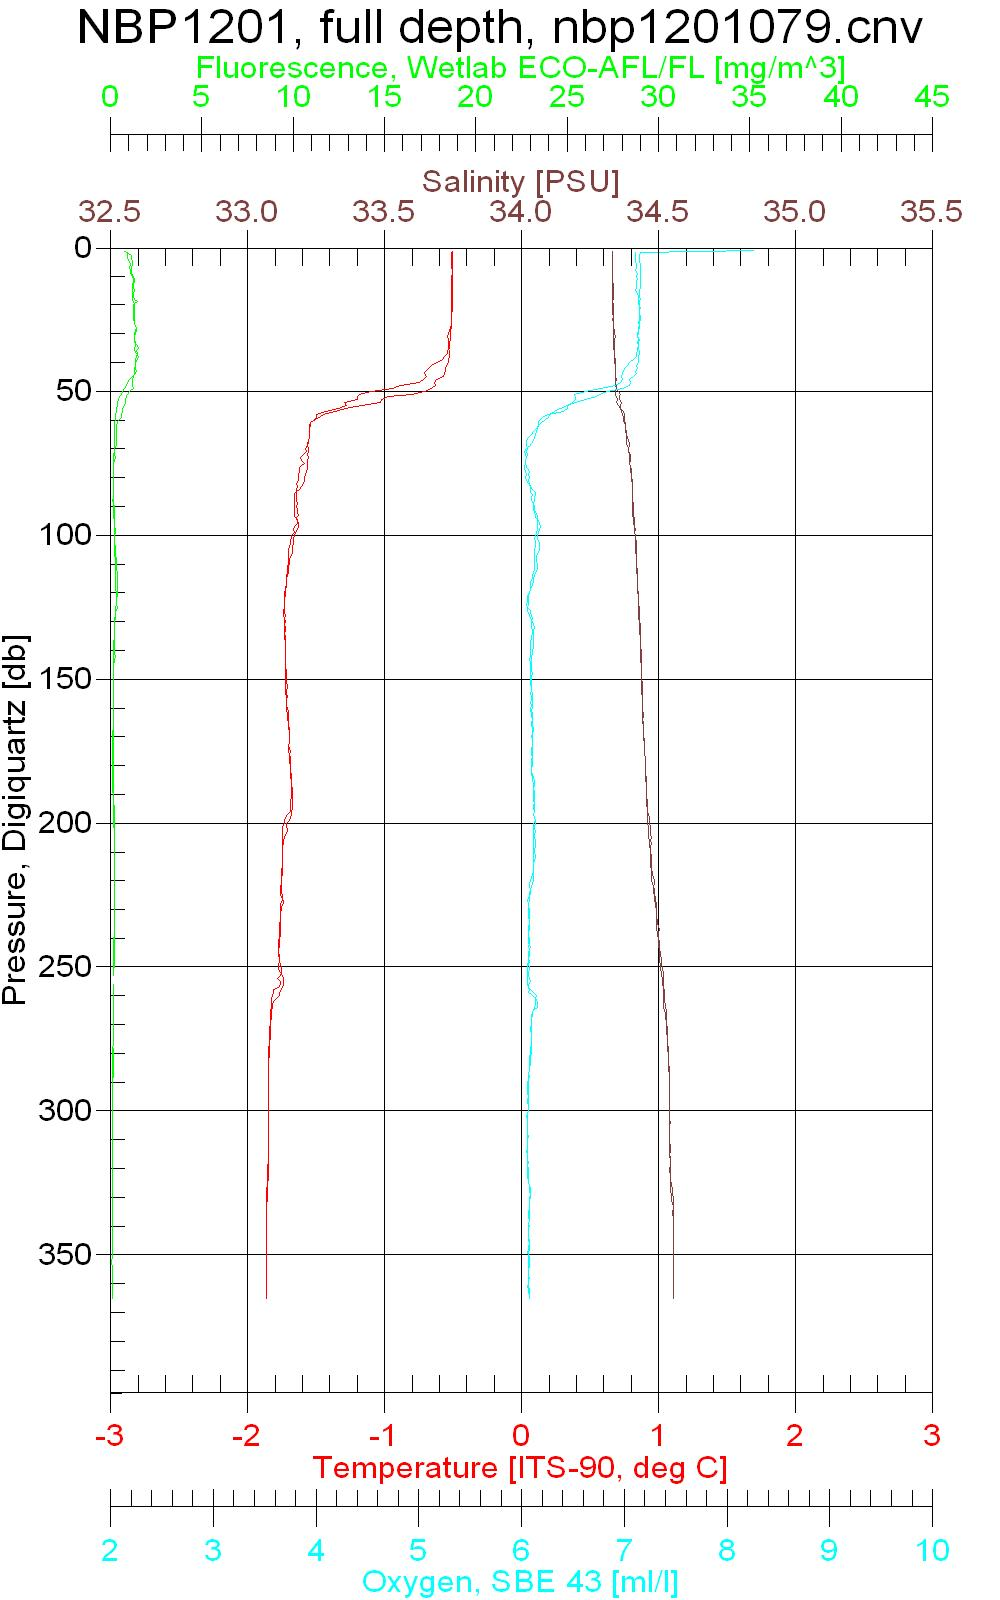 NBP1201, full depth, nbp1201079.cnv
Fluorescence, Wetlab ECO-AFL/FL [mg/m^3]
0 5 10 15 20 25 30 35 40 45
Salinity [PSU]
32.5 33.0 33.5 34.0 34.5 35.0 35.5
0
50
100
150
200
250
300
350
Pressure, Digiquartz [db]
-3 -2 -1 0 1 2 3
Temperature [ITS-90, deg C]
2 3 4 5 6 7 8 9 10
Oxygen, SBE 43 [ml/l]